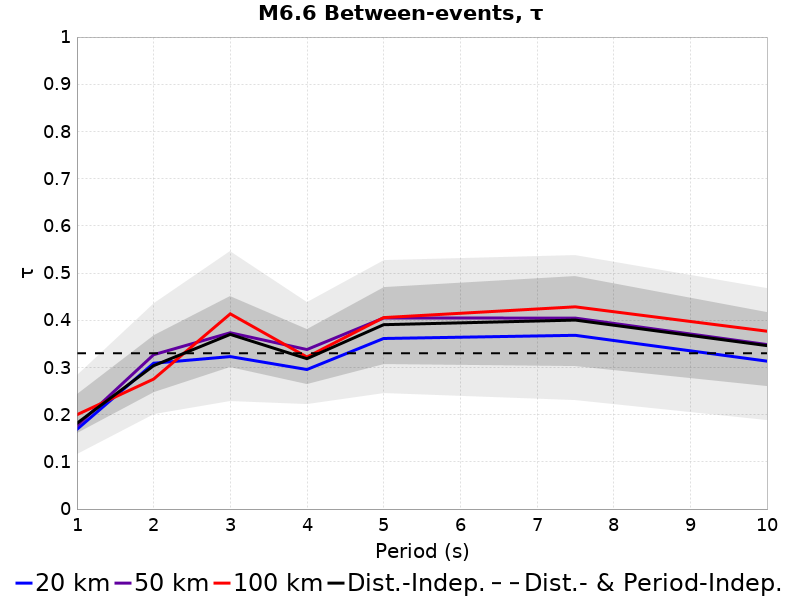 M6.6 Between-events, τ
1
0.9
0.8
0.7
0.6
0.5
0.4
0.3
0.2
0.1
0
τ
1 2 3 4 5 6 7 8 9 10
Period (s)
20 km 50 km 100 km Dist.-Indep. Dist.- & Period-Indep.